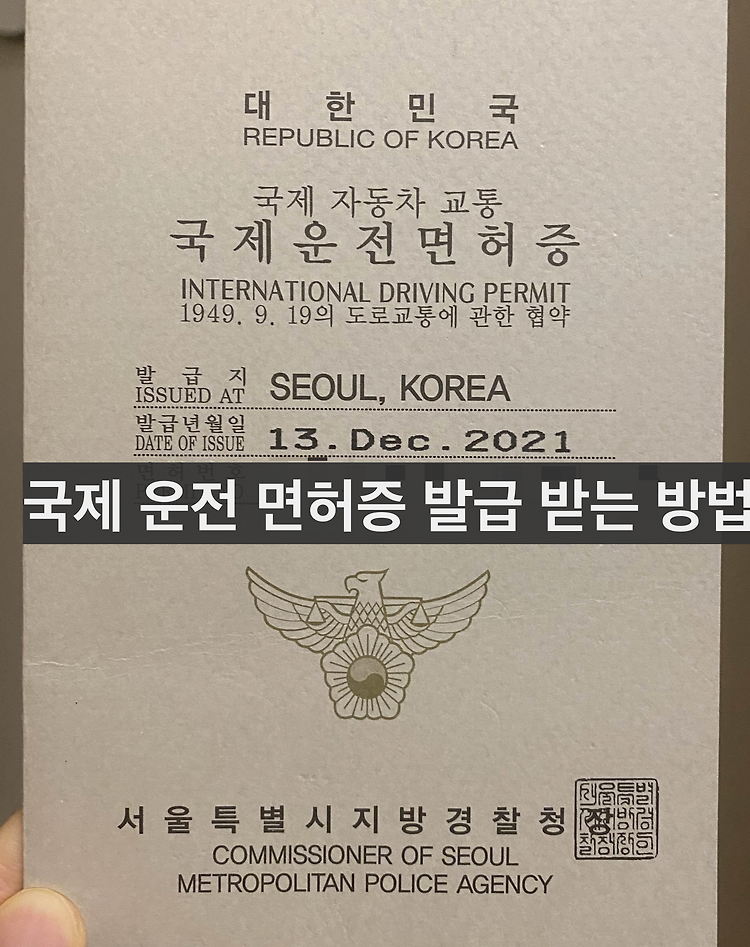 대 한 민 국
REPUBLIC OF KOREA
국제 자동차 교통
국제운전면허증
INTERNATIONAL DRIVING PERMIT
1949. 9. 19의 도로교통에 관한 협약
발 급 지
ISSUED AT SEOUL, KOREA
발급년월일
DATE OF ISSUE 13.Dec.2021
면허번호
국제 운전 면허증 발급 받는 방법
서울특별시지방경찰청장
COMMISSIONER OF SEOUL
METROPOLITAN POLICE AGENCY